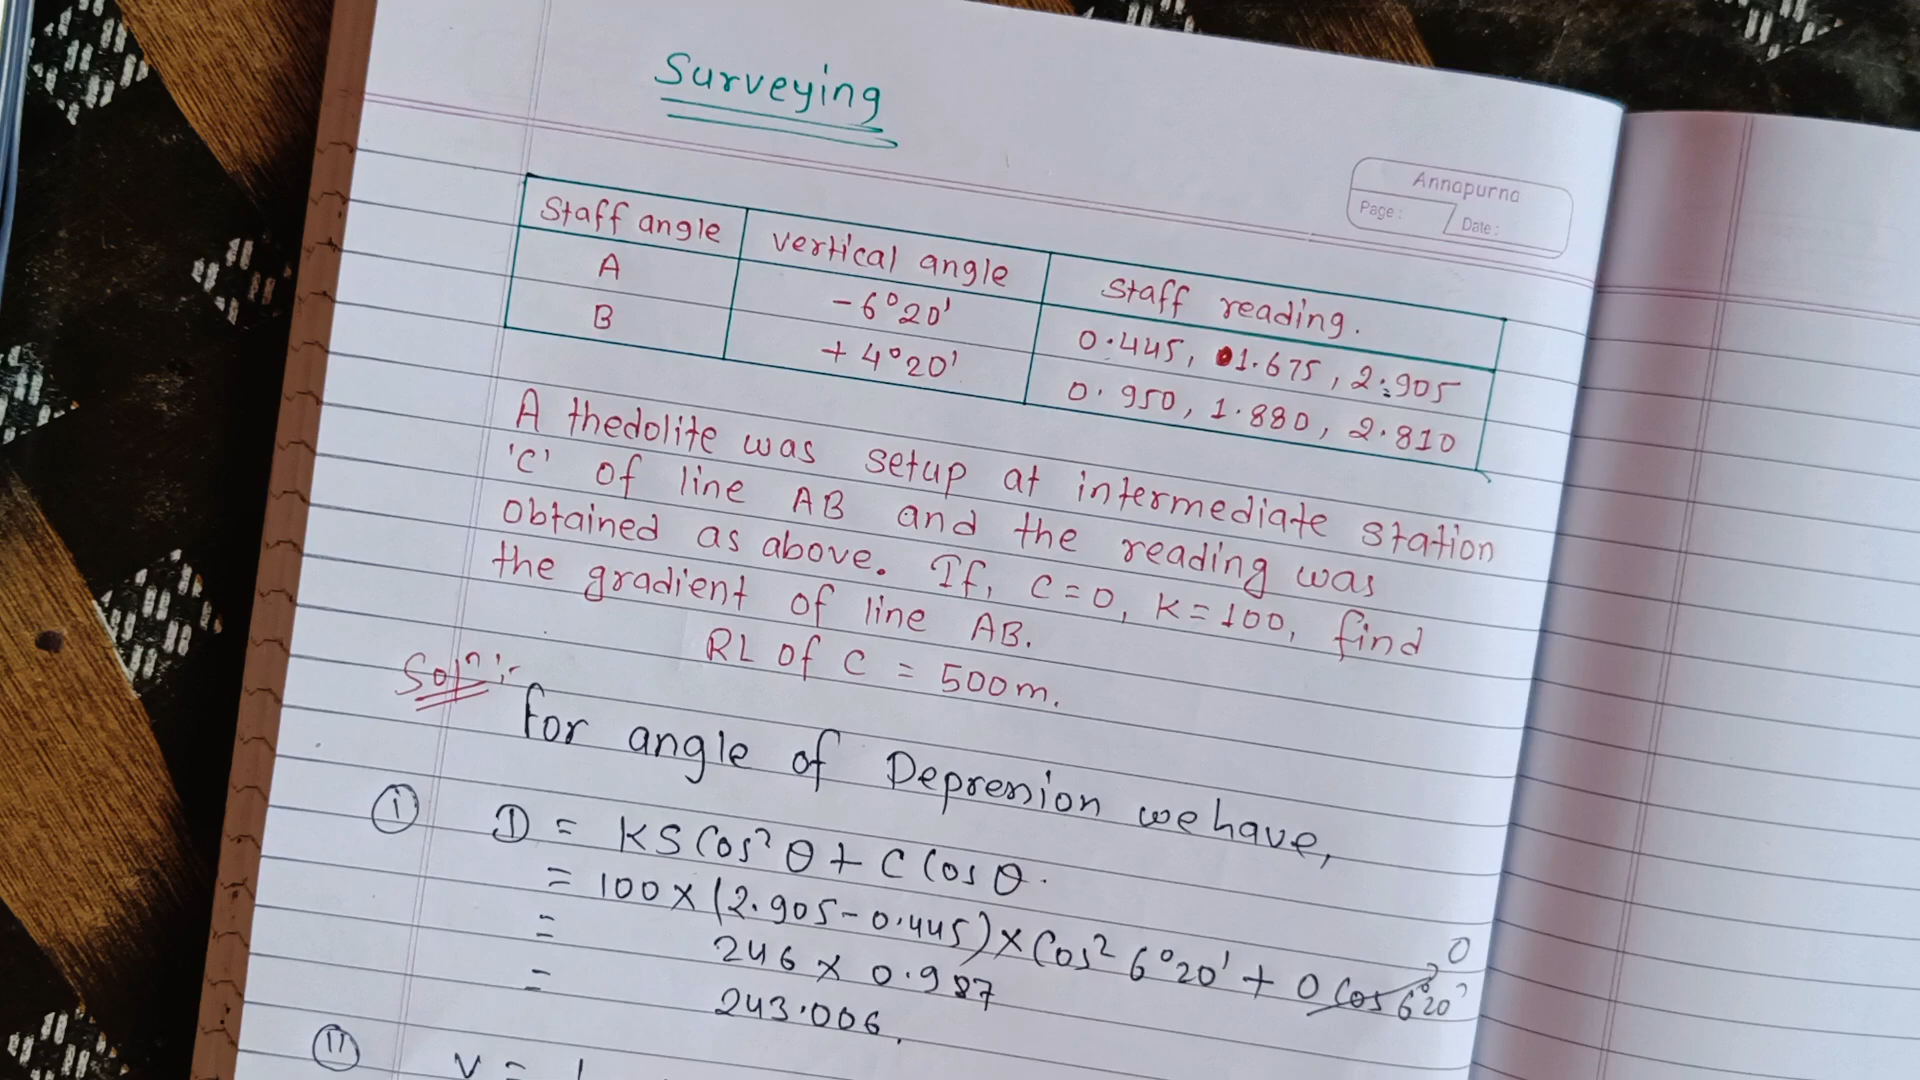 Surveying
Annapurna
Page:
Date:
Staff angle vertical angle staff reading.
A -6°20' 0.445, 1.675, 2.905
B +4°20' 0.950, 1.880, 2.810
A thedolite was setup at intermediate station
'C' of line AB and the reading was
obtained as above. If, C=0, K=100, find
the gradient of line AB.
RL of C = 500m.
Solⁿ:-
for angle of Depression we have,
(i) D = KS Cos²θ + C Cosθ.
= 100 × (2.905-0.445) × Cos² 6°20' + 0 Cos 6°20' 0
= 246 × 0.987
= 243.006.
(ii) V =